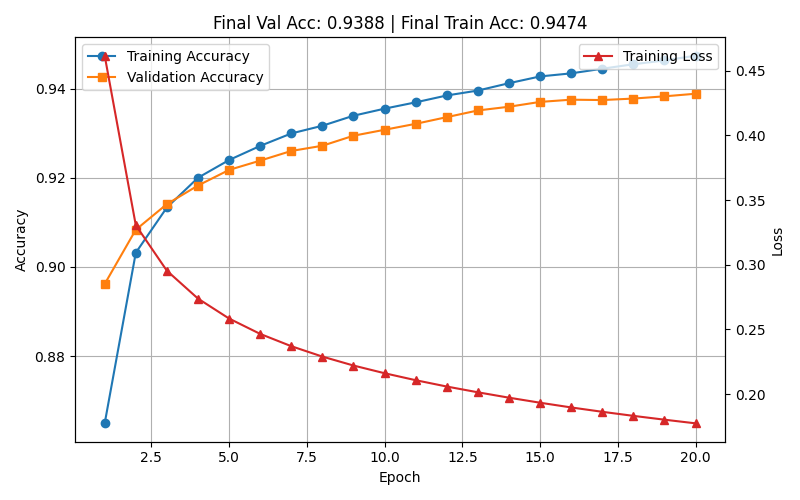 Final Val Acc: 0.9388 | Final Train Acc: 0.9474
Training Accuracy
Validation Accuracy
Training Loss
0.94
0.92
0.90
0.88
Accuracy
0.45
0.40
0.35
0.30
0.25
0.20
Loss
2.5 5.0 7.5 10.0 12.5 15.0 17.5 20.0
Epoch